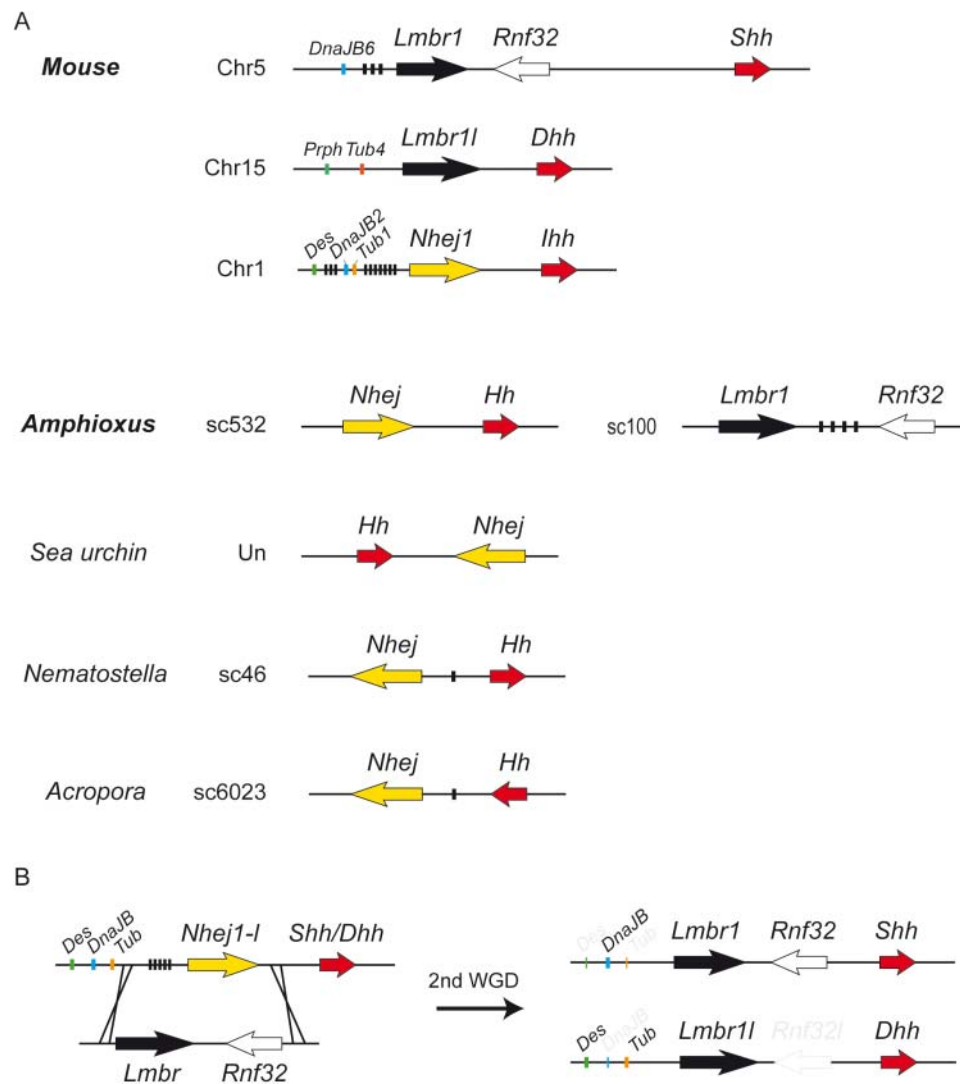 A
DnaJB6 Lmbr1 Rnf32 Shh
Mouse Chr5
Prph Tub4 Lmbr1l Dhh
Chr15
Des DnaJB2 Tub1 Nhej1 Ihh
Chr1
Nhej Hh Lmbr1 Rnf32
Amphioxus sc532 sc100
Hh Nhej
Sea urchin Un
Nhej Hh
Nematostella sc46
Nhej Hh
Acropora sc6023
B
Des DnaJB Tub Nhej1-I Shh/Dhh
Lmbr Rnf32
2nd WGD
Des DnaJB Tub Lmbr1 Rnf32 Shh
Des DnaJB Tub Lmbr1l Rnf32l Dhh